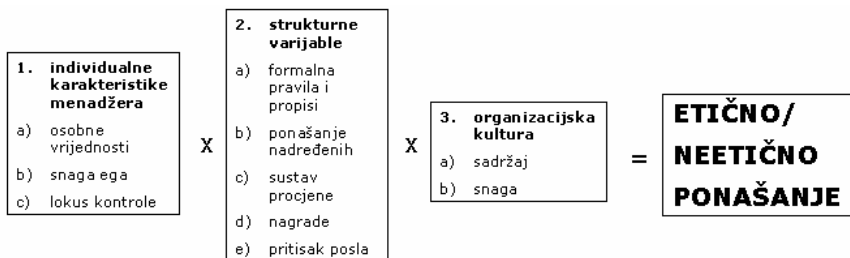 1. individualne
karakteristike
menadžera
a) osobne
vrijednosti
b) snaga ega
c) lokus kontrole
X
2. strukturne
varijable
a) formalna
pravila i
propisi
b) ponašanje
nadređenih
c) sustav
procjene
d) nagrade
e) pritisak posla
X
3. organizacijska
kultura
a) sadržaj
b) snaga
=
ETIČNO/
NEETIČNO
PONAŠANJE